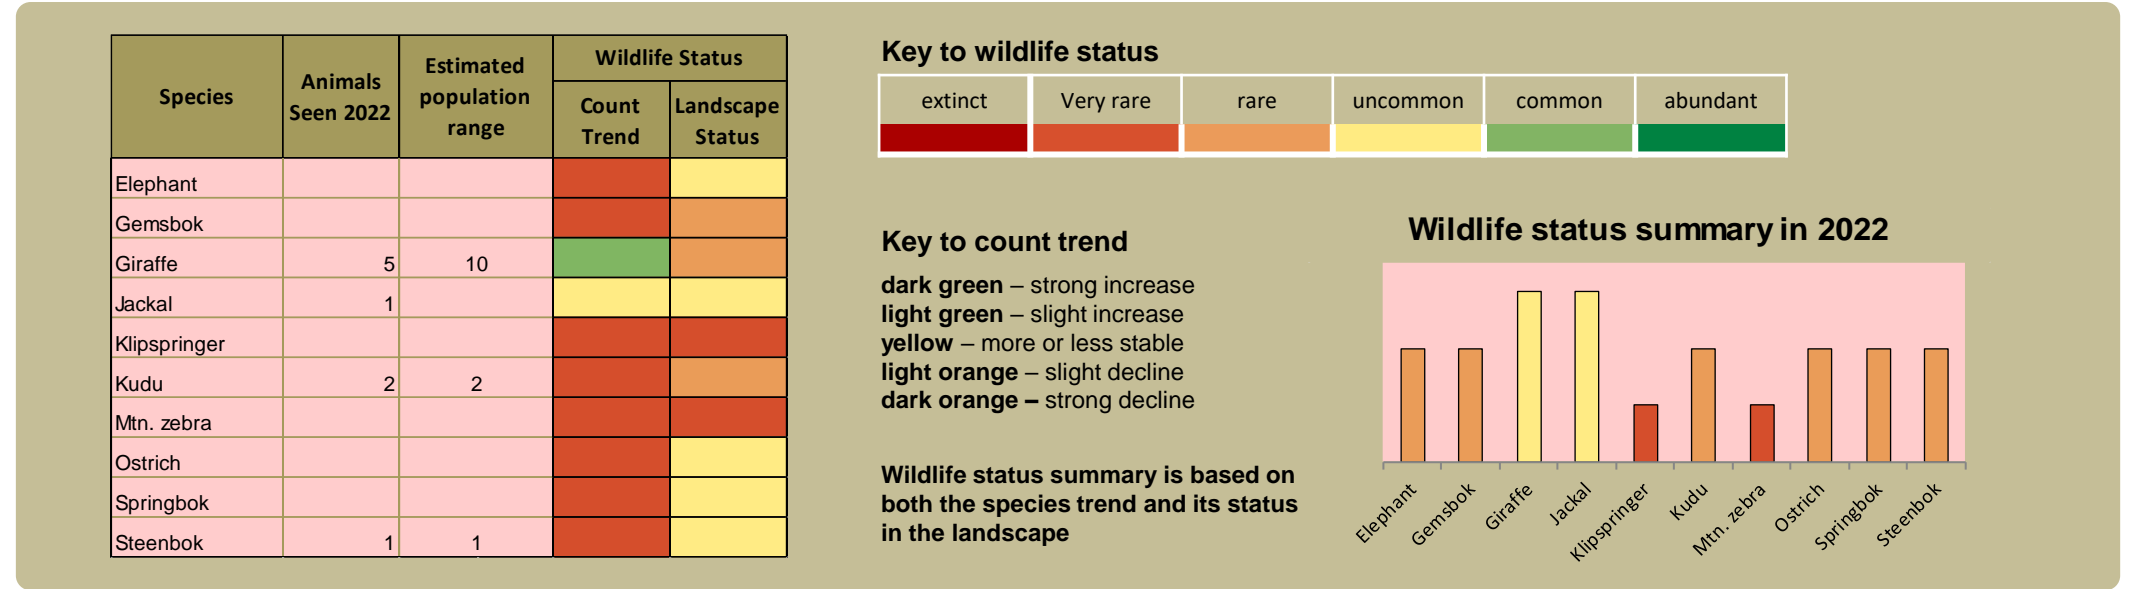 Species
Animals
Seen 2022
Estimated
population
range
Wildlife Status
Count
Trend
Landscape
Status
Elephant
Gemsbok
Giraffe 5 10
Jackal 1
Klipspringer
Kudu 2 2
Mtn. zebra
Ostrich
Springbok
Steenbok 1 1
Key to wildlife status
extinct Very rare rare uncommon common abundant
Key to count trend
dark green – strong increase
light green – slight increase
yellow – more or less stable
light orange – slight decline
dark orange – strong decline
Wildlife status summary is based on
both the species trend and its status
in the landscape
Wildlife status summary in 2022
Elephant
Gemsbok
Giraffe
Jackal
Klipspringer
Kudu
Mtn. zebra
Ostrich
Springbok
Steenbok